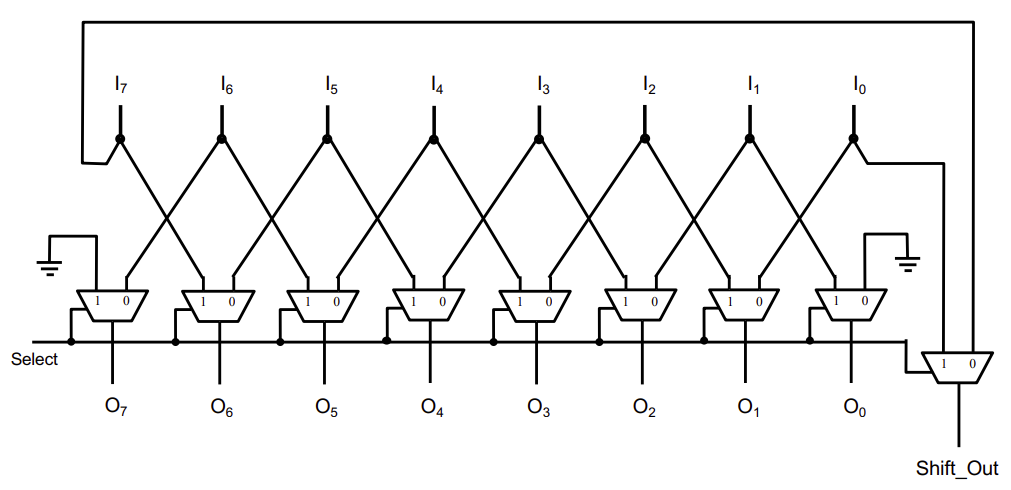 I₇ I₆ I₅ I₄ I₃ I₂ I₁ I₀
1 0 1 0 1 0 1 0 1 0 1 0 1 0 1 0
Select
1 0
O₇ O₆ O₅ O₄ O₃ O₂ O₁ O₀
Shift_Out